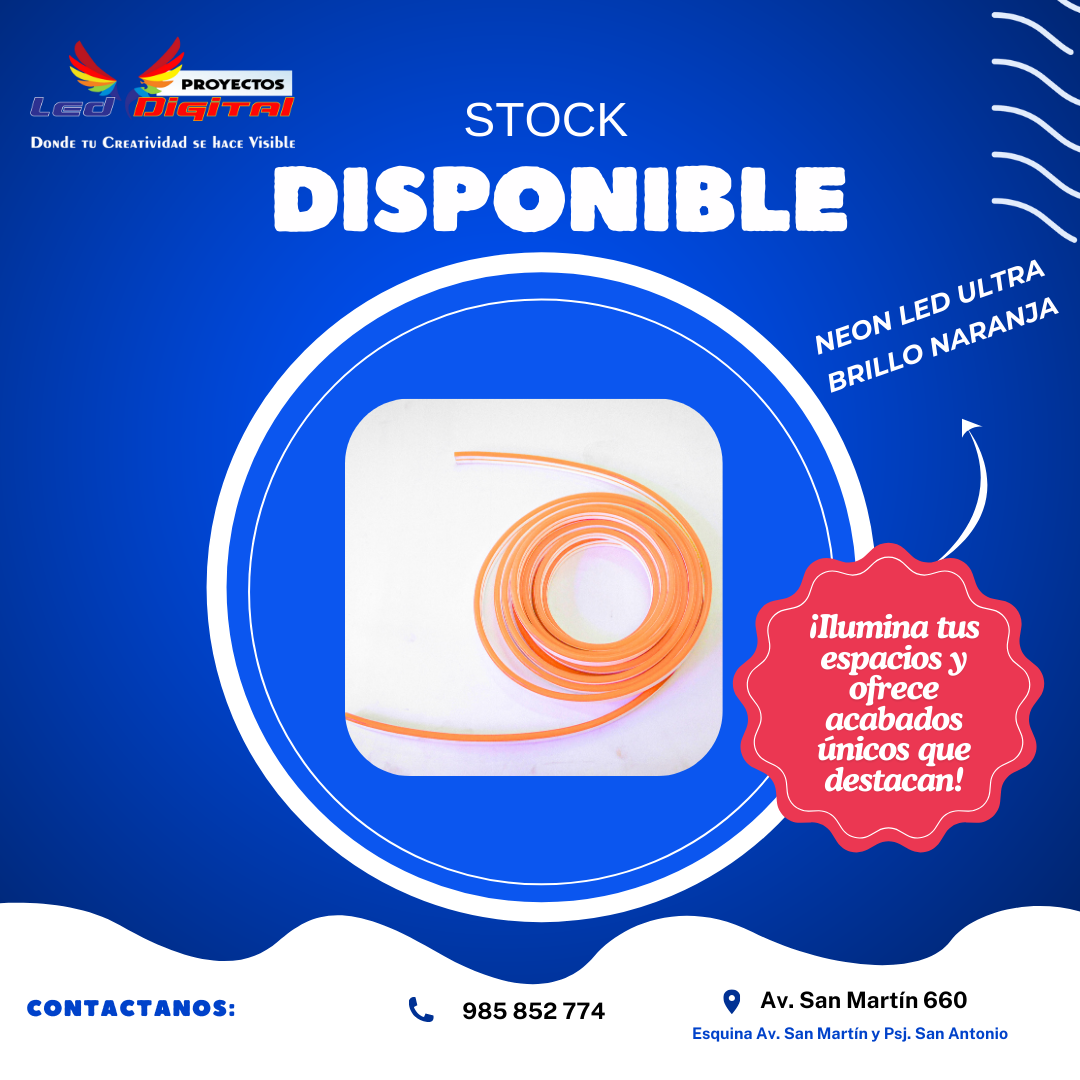 PROYECTOS
Led Digital
Donde tu Creatividad se hace Visible
STOCK
DISPONIBLE
NEON LED ULTRA
BRILLO NARANJA
¡Ilumina tus
espacios y
ofrece
acabados
únicos que
destacan!
CONTACTANOS:
985 852 774
Av. San Martín 660
Esquina Av. San Martín y Psj. San Antonio